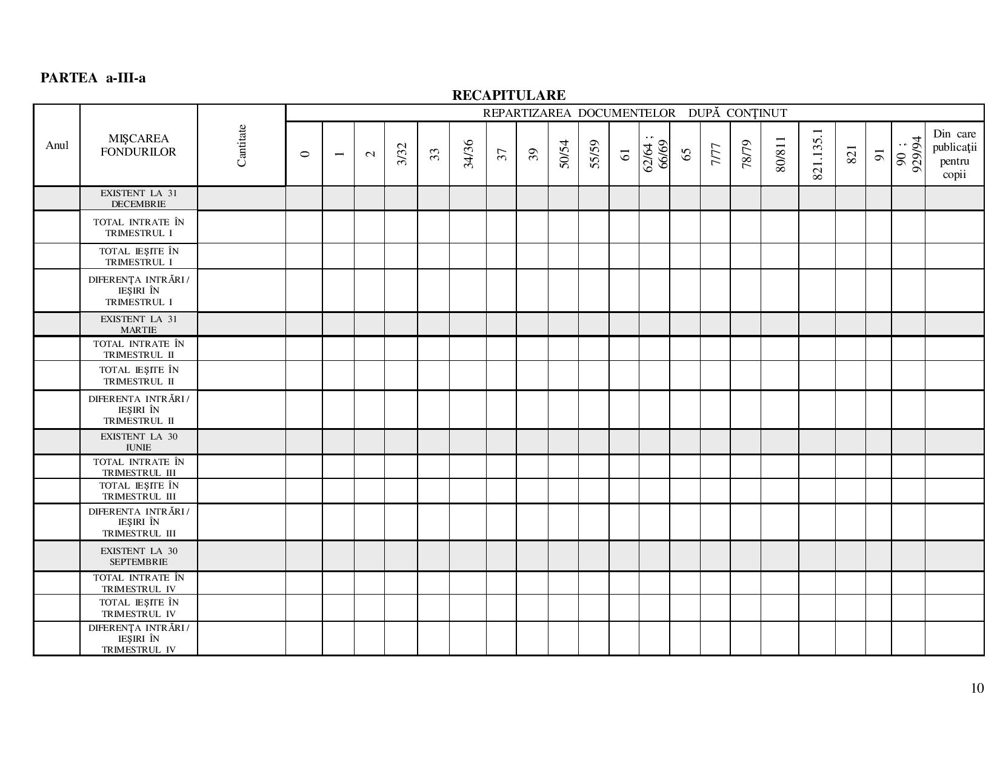 PARTEA a-III-a
RECAPITULARE
Anul
MIŞCAREA
FONDURILOR
Cantitate
REPARTIZAREA DOCUMENTELOR DUPĂ CONŢINUT
0
1
2
3/32
33
34/36
37
39
50/54
55/59
61
62/64 ;
66/69
65
7/77
78/79
80/811
821.135.1
821
91
90 ;
929/94
Din care
publicaţii
pentru
copii
EXISTENT LA 31
DECEMBRIE
TOTAL INTRATE ÎN
TRIMESTRUL I
TOTAL IEŞITE ÎN
TRIMESTRUL I
DIFERENŢA INTRĂRI /
IEŞIRI ÎN
TRIMESTRUL I
EXISTENT LA 31
MARTIE
TOTAL INTRATE ÎN
TRIMESTRUL II
TOTAL IEŞITE ÎN
TRIMESTRUL II
DIFERENTA INTRĂRI /
IEŞIRI ÎN
TRIMESTRUL II
EXISTENT LA 30
IUNIE
TOTAL INTRATE ÎN
TRIMESTRUL III
TOTAL IEŞITE ÎN
TRIMESTRUL III
DIFERENTA INTRĂRI /
IEŞIRI ÎN
TRIMESTRUL III
EXISTENT LA 30
SEPTEMBRIE
TOTAL INTRATE ÎN
TRIMESTRUL IV
TOTAL IEŞITE ÎN
TRIMESTRUL IV
DIFERENŢA INTRĂRI /
IEŞIRI ÎN
TRIMESTRUL IV
10